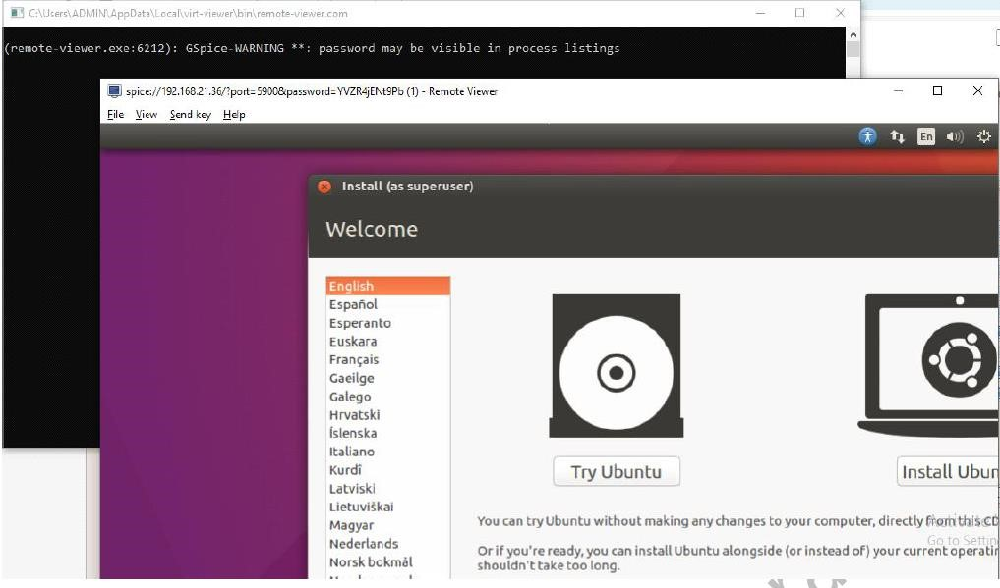 C:\Users\ADMIN\AppData\Local\virt-viewer\bin\remote-viewer.com
(remote-viewer.exe:6212): GSpice-WARNING **: password may be visible in process listings
spice://192.168.21.36/?port=5900&password=YVZR4jENt9Pb (1) - Remote Viewer
File View Send key Help
En
Install (as superuser)
Welcome
English
Español
Esperanto
Euskara
Français
Gaeilge
Galego
Hrvatski
Íslenska
Italiano
Kurdî
Latviski
Lietuviškai
Magyar
Nederlands
Norsk bokmål
Try Ubuntu
Install Ubun
You can try Ubuntu without making any changes to your computer, directly from this CD
Or if you're ready, you can install Ubuntu alongside (or instead of) your current operatin
shouldn't take too long.
Go to Settin